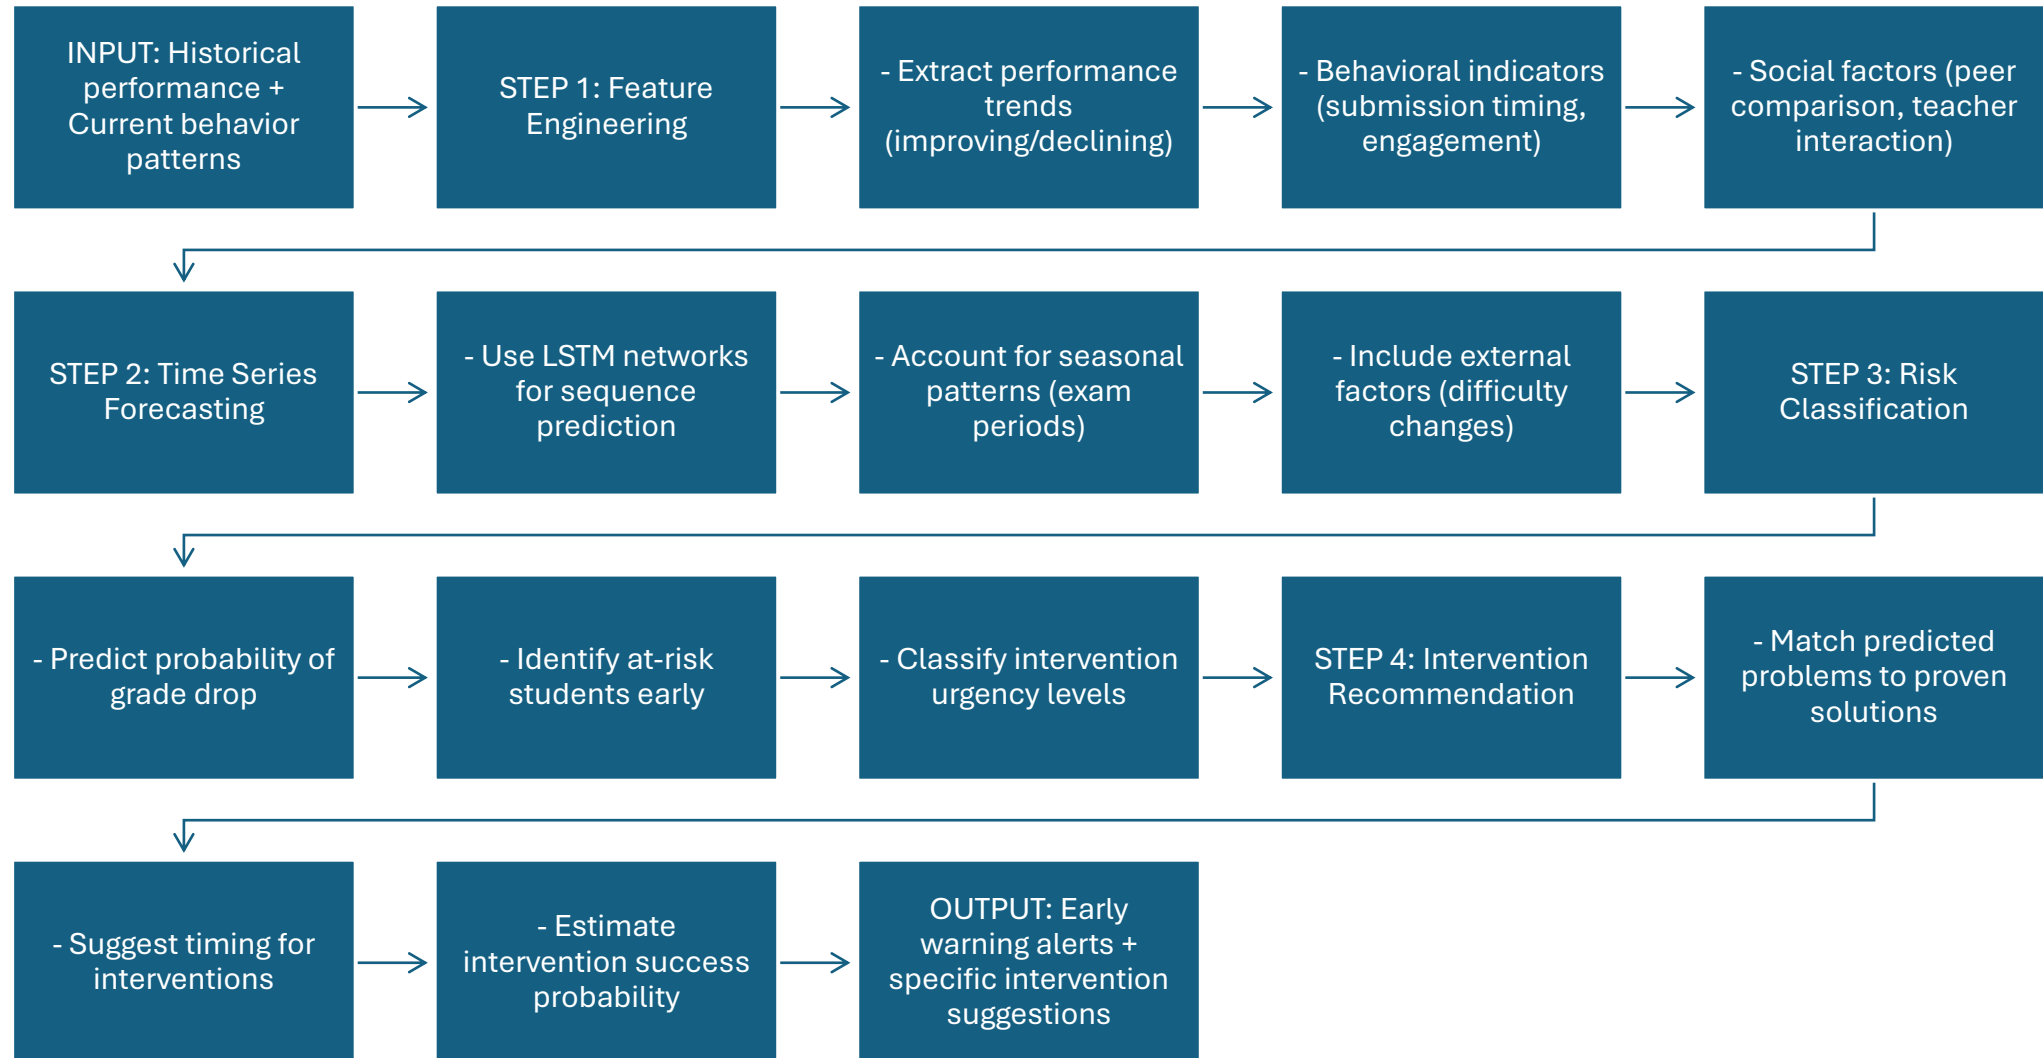 INPUT: Historical
performance +
Current behavior
patterns
STEP 1: Feature
Engineering
- Extract performance
trends
(improving/declining)
- Behavioral indicators
(submission timing,
engagement)
- Social factors (peer
comparison, teacher
interaction)
STEP 2: Time Series
Forecasting
- Use LSTM networks
for sequence
prediction
- Account for seasonal
patterns (exam
periods)
- Include external
factors (difficulty
changes)
STEP 3: Risk
Classification
- Predict probability of
grade drop
- Identify at-risk
students early
- Classify intervention
urgency levels
STEP 4: Intervention
Recommendation
- Match predicted
problems to proven
solutions
- Suggest timing for
interventions
- Estimate
intervention success
probability
OUTPUT: Early
warning alerts +
specific intervention
suggestions